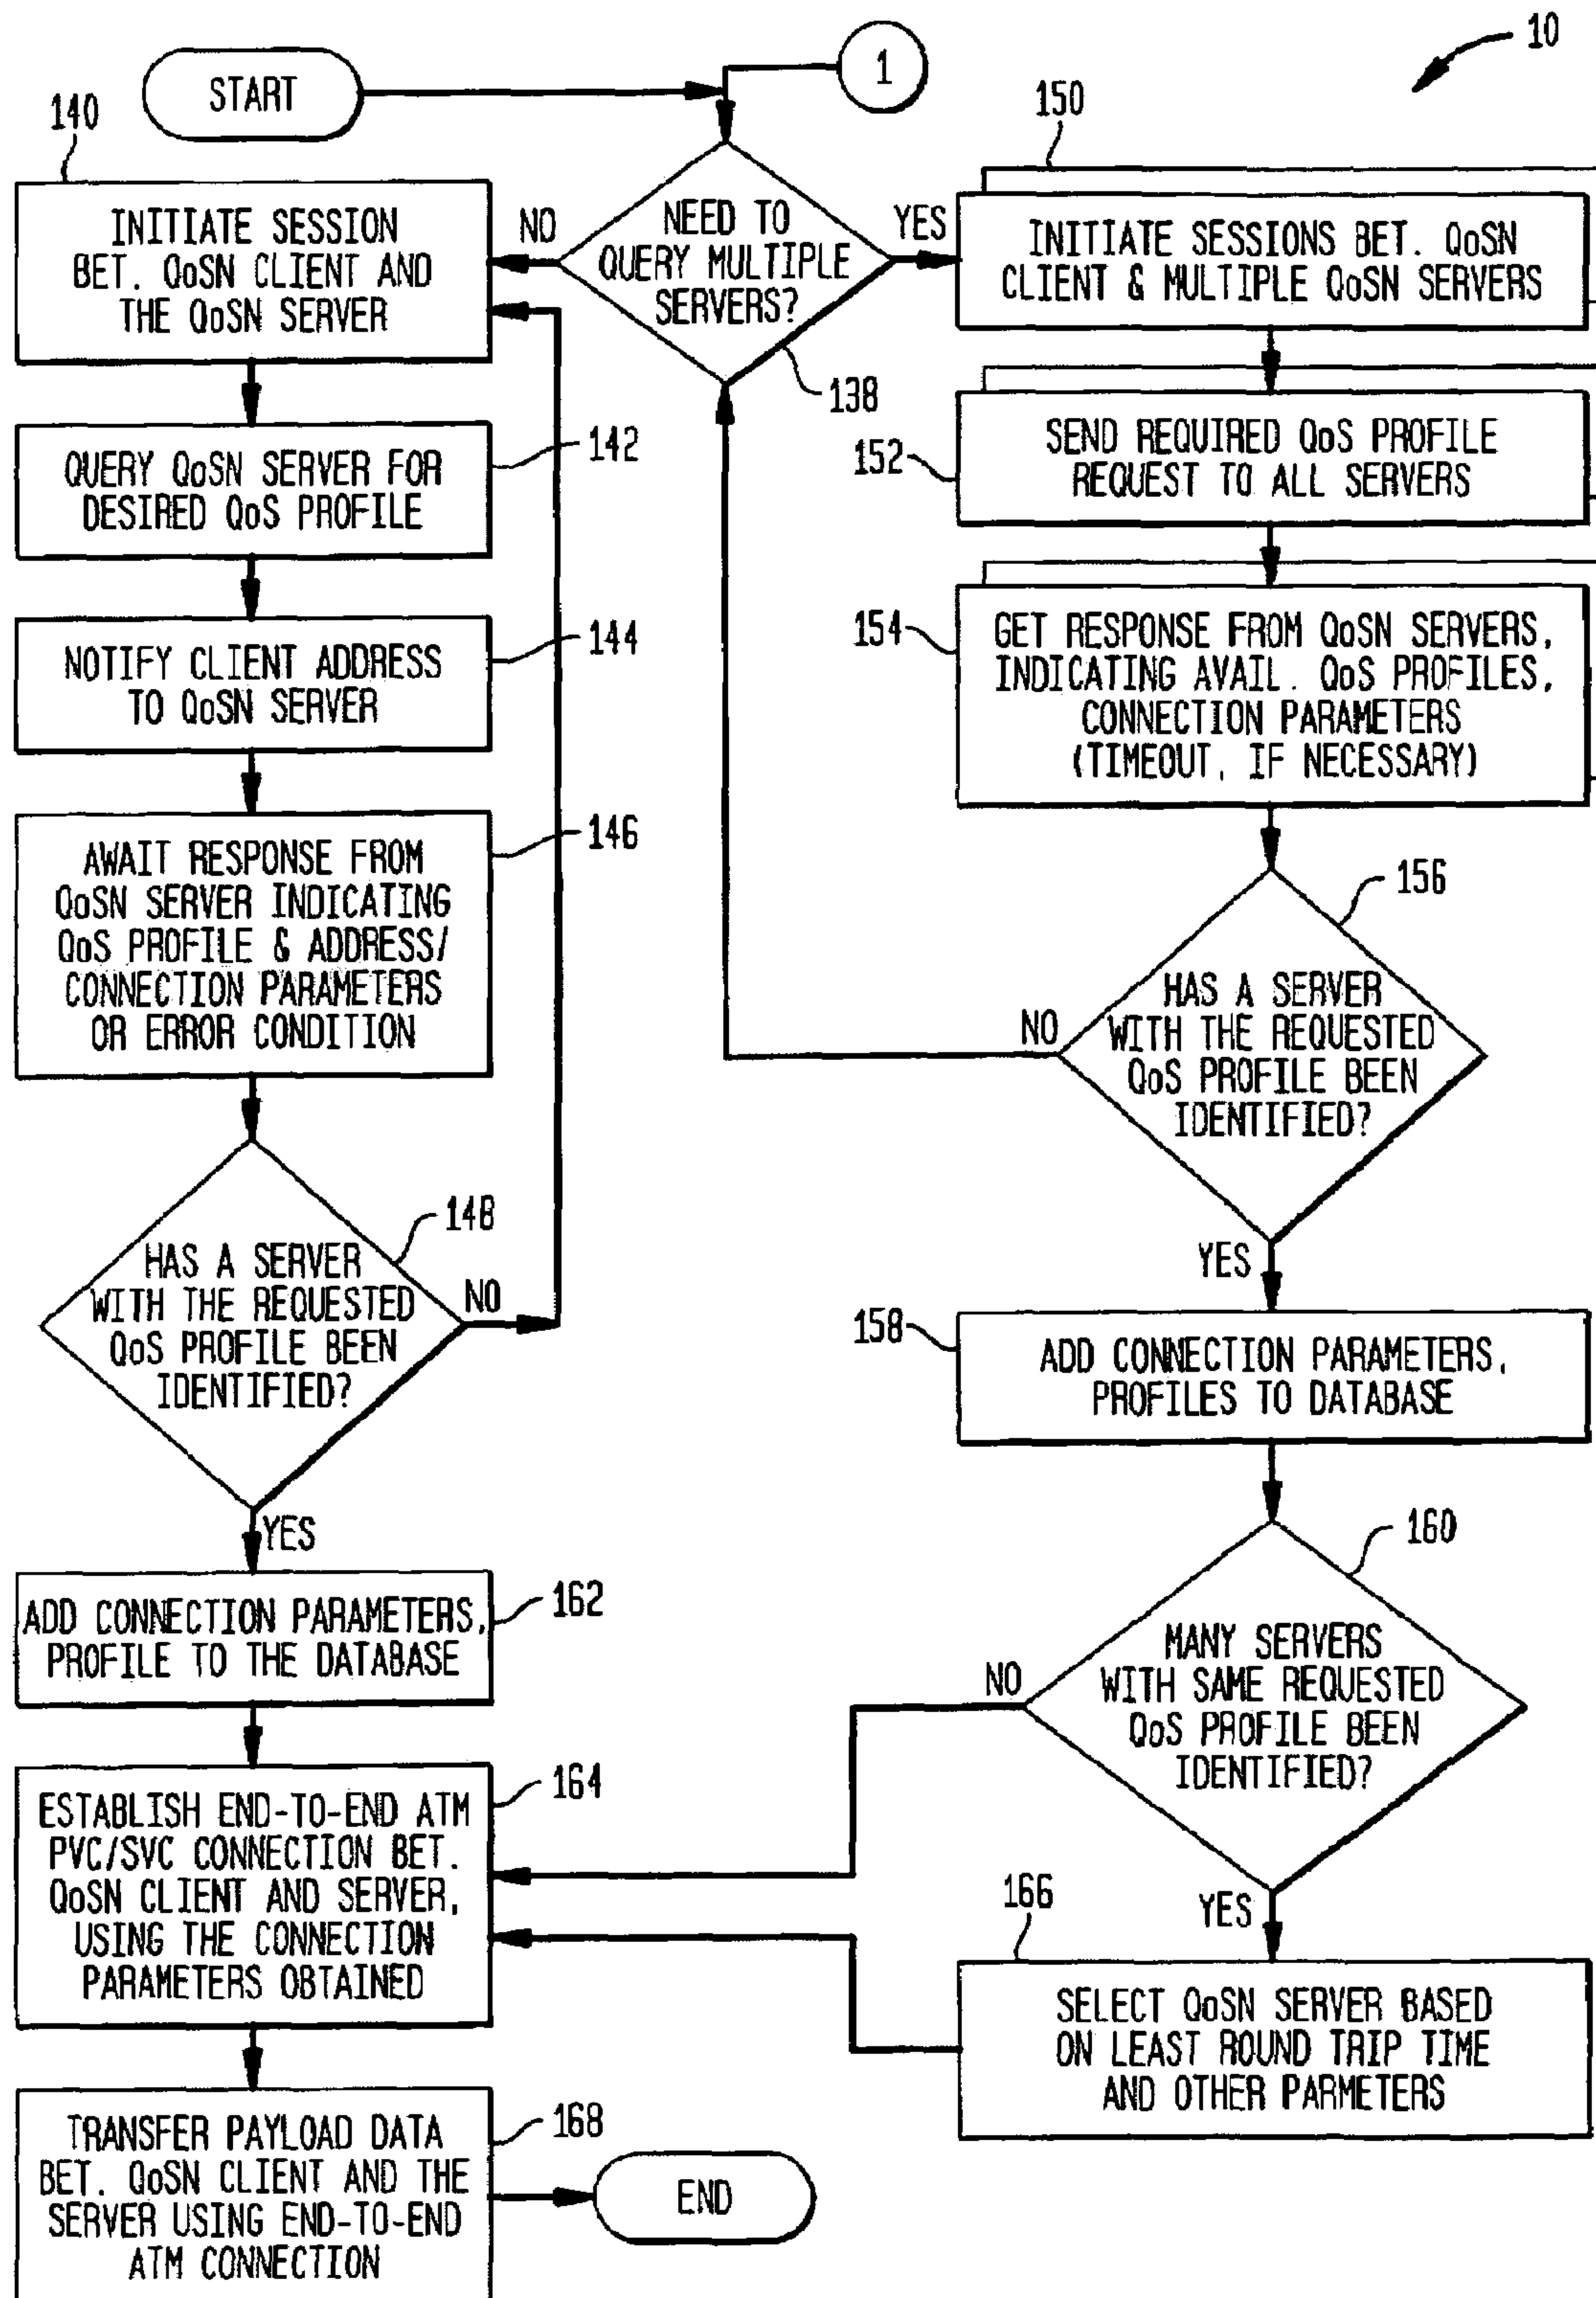 10
START
1
140
INITIATE SESSION
BET. QoSN CLIENT AND
THE QoSN SERVER
NO
NEED TO
QUERY MULTIPLE
SERVERS?
138
YES
150
INITIATE SESSIONS BET. QoSN
CLIENT & MULTIPLE QoSN SERVERS
QUERY QoSN SERVER FOR
DESIRED QoS PROFILE
142
152
SEND REQUIRED QoS PROFILE
REQUEST TO ALL SERVERS
NOTIFY CLIENT ADDRESS
TO QoSN SERVER
144
154
GET RESPONSE FROM QoSN SERVERS,
INDICATING AVAIL. QoS PROFILES,
CONNECTION PARAMETERS
(TIMEOUT, IF NECESSARY)
AWAIT RESPONSE FROM
QoSN SERVER INDICATING
QoS PROFILE & ADDRESS/
CONNECTION PARAMETERS
OR ERROR CONDITION
146
156
HAS A SERVER
WITH THE REQUESTED
QoS PROFILE BEEN
IDENTIFIED?
NO
YES
148
HAS A SERVER
WITH THE REQUESTED
QoS PROFILE BEEN
IDENTIFIED?
NO
YES
158
ADD CONNECTION PARAMETERS,
PROFILES TO DATABASE
160
MANY SERVERS
WITH SAME REQUESTED
QoS PROFILE BEEN
IDENTIFIED?
NO
YES
162
ADD CONNECTION PARAMETERS,
PROFILE TO THE DATABASE
164
ESTABLISH END-TO-END ATM
PVC/SVC CONNECTION BET.
QoSN CLIENT AND SERVER,
USING THE CONNECTION
PARAMETERS OBTAINED
166
SELECT QoSN SERVER BASED
ON LEAST ROUND TRIP TIME
AND OTHER PARMETERS
168
TRANSFER PAYLOAD DATA
BET. QoSN CLIENT AND THE
SERVER USING END-TO-END
ATM CONNECTION
END